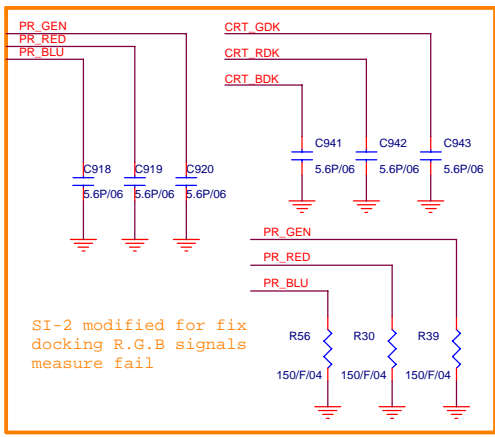 PR_GEN
PR_RED
PR_BLU
C918 C919 C920
5.6P/06 5.6P/06 5.6P/06
CRT_GDK
CRT_RDK
CRT_BDK
C941 C942 C943
5.6P/06 5.6P/06 5.6P/06
PR_GEN
PR_RED
PR_BLU
R56 R30 R39
150/F/04 150/F/04 150/F/04
SI-2 modified for fix
docking R.G.B signals
measure fail